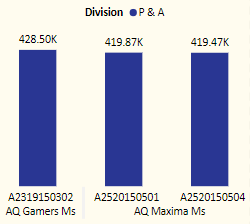 Division P & A
428.50K 419.87K 419.47K
A2319150302 A2520150501 A2520150504
AQ Gamers Ms AQ Maxima Ms